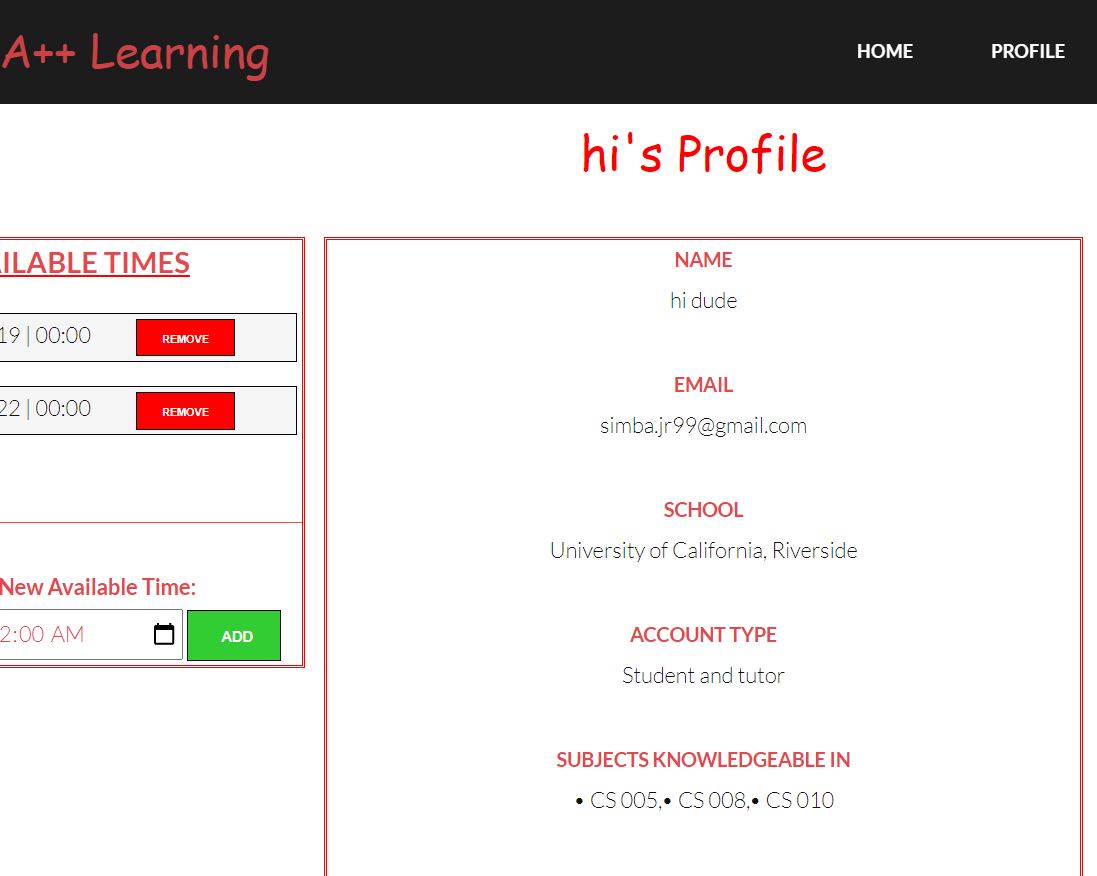 A++ Learning
HOME
PROFILE
hi's Profile
TIMES
19 | 00:00
REMOVE
22 | 00:00
REMOVE
New Available Time:
2:00 AM
ADD
NAME
hi dude
EMAIL
simba.jr99@gmail.com
SCHOOL
University of California, Riverside
ACCOUNT TYPE
Student and tutor
SUBJECTS KNOWLEDGEABLE IN
• CS 005,• CS 008,• CS 010